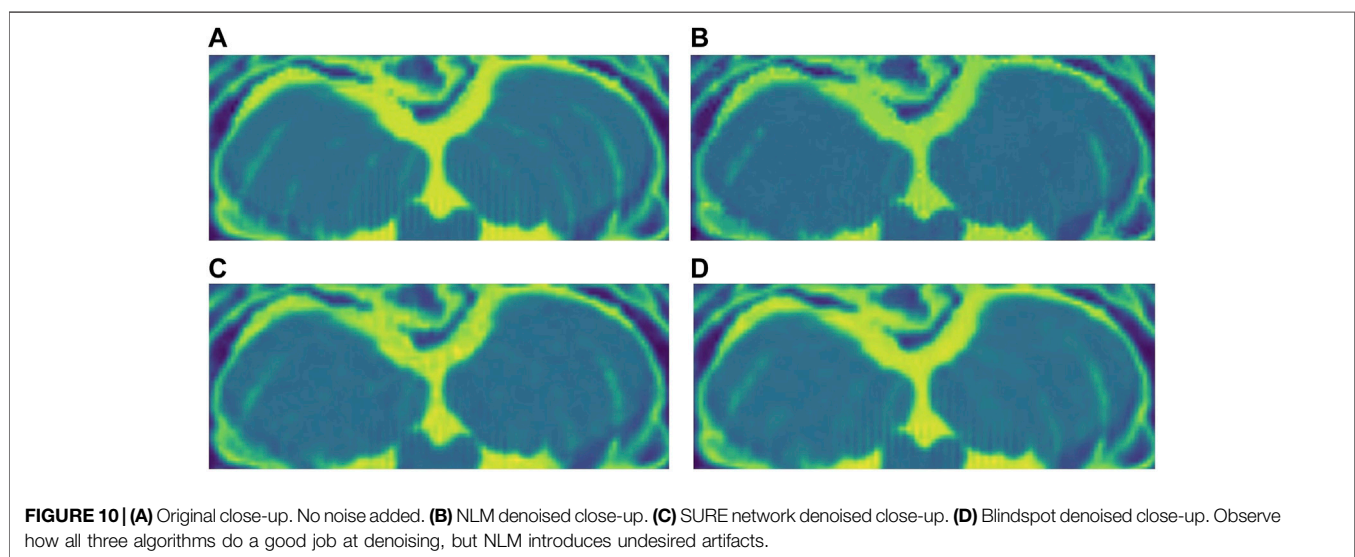 A
B
C
D
FIGURE 10 | (A) Original close-up. No noise added. (B) NLM denoised close-up. (C) SURE network denoised close-up. (D) Blindspot denoised close-up. Observe
how all three algorithms do a good job at denoising, but NLM introduces undesired artifacts.